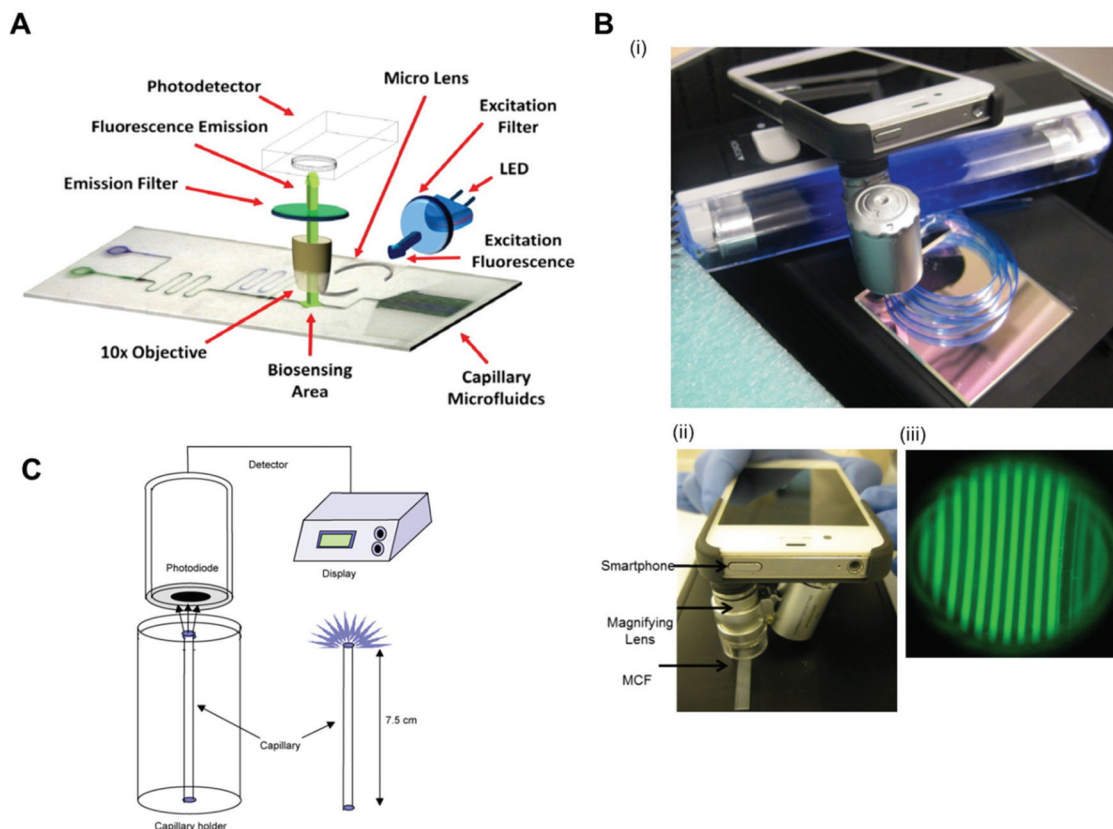 A
Photodetector
Fluorescence Emission
Emission Filter
Micro Lens
Excitation
Filter
LED
Excitation
Fluorescence
10x Objective
Biosensing
Area
Capillary
Microfluidcs
B
(i)
(ii)
Smartphone
Magnifying
Lens
MCF
(iii)
C
Detector
Photodiode
Display
Capillary
7.5 cm
Capillary holder